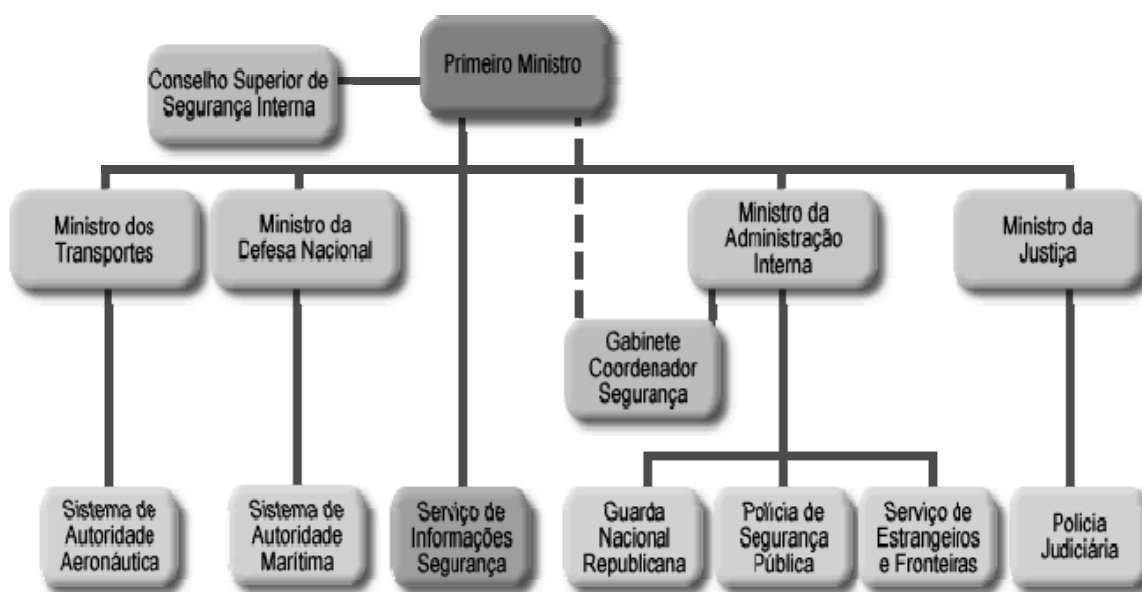 Primeiro Ministro
Conselho Superior de
Segurança Interna
Ministro dos
Transportes
Ministro da
Defesa Nacional
Ministro da
Administração
Interna
Ministro da
Justiça
Gabinete
Coordenador
Segurança
Sistema de
Autoridade
Aeronáutica
Sistema de
Autoridade
Marítima
Serviço de
Informações
Segurança
Guarda
Nacional
Republicana
Polícia de
Segurança
Pública
Serviço de
Estrangeiros
e Fronteiras
Policia
Judiciária